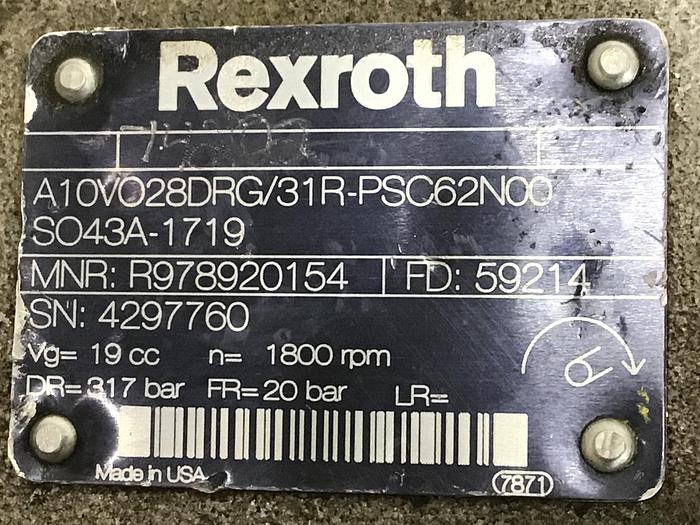 Rexroth
A10VO28DRG/31R-PSC62N00
SO43A-1719
MNR: R978920154 FD: 59214
SN: 4297760
Vg= 19 cc n= 1800 rpm
DR= 317 bar FR= 20 bar LR=
Made in USA
7871